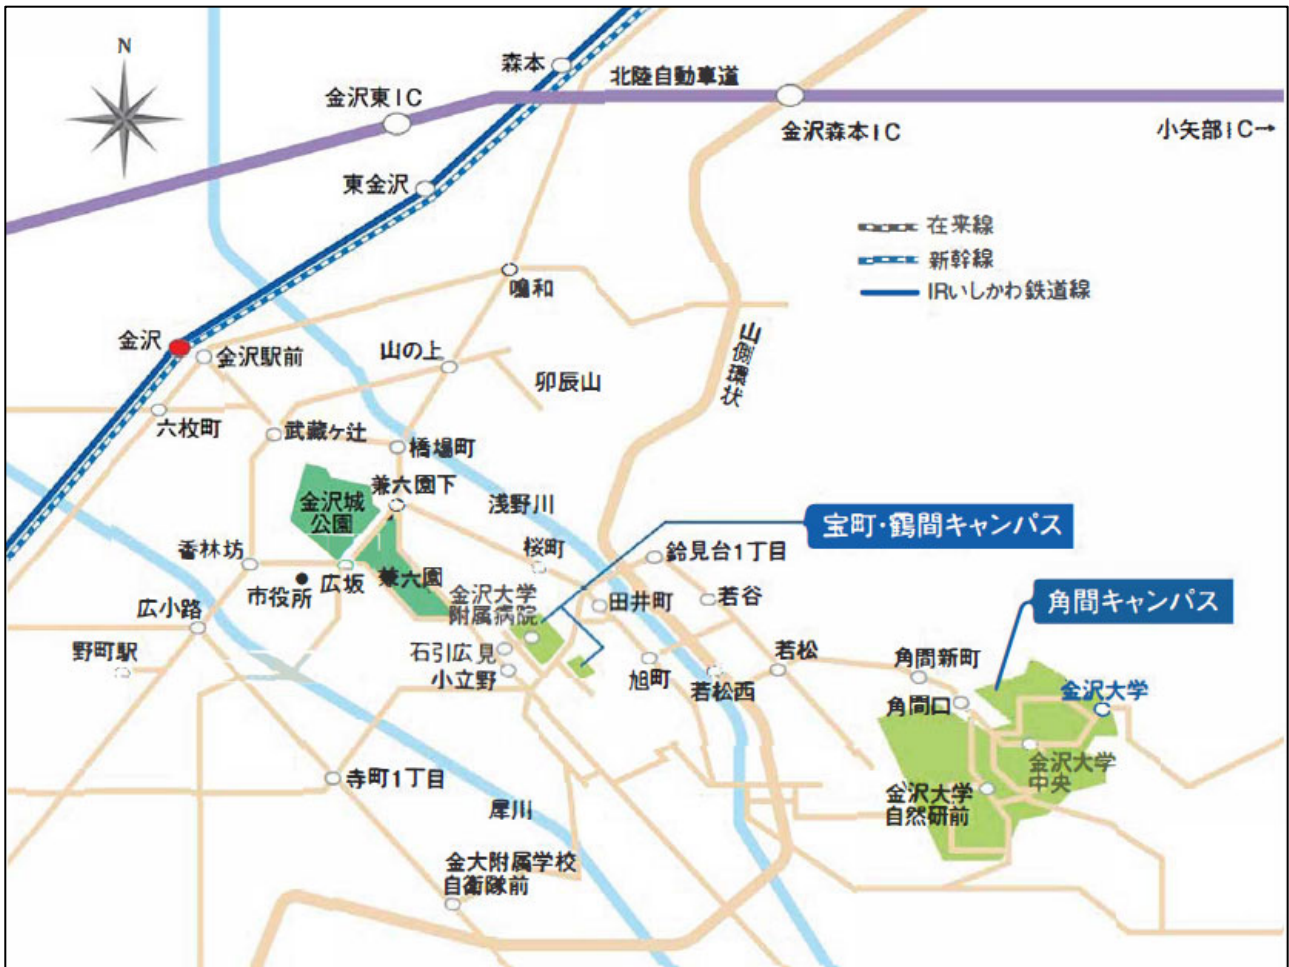 N
森本
北陸自動車道
金沢東IC
金沢森本IC
小矢部IC→
東金沢
在来線
新幹線
IRいしかわ鉄道線
鳴和
金沢
金沢駅前
山の上
山側環状
卯辰山
六枚町
武蔵ヶ辻
橋場町
兼六園下
金沢城
公園
浅野川
宝町・鶴間キャンパス
香林坊
桜町
鈴見台1丁目
市役所
広坂
兼六園
金沢大学
附属病院
田井町
若谷
角間キャンパス
広小路
野町駅
石引広見
小立野
旭町
若松西
若松
角間新町
角間口
金沢大学
金沢大学
中央
寺町1丁目
犀川
金沢大学
自然研前
金大附属学校
自衛隊前